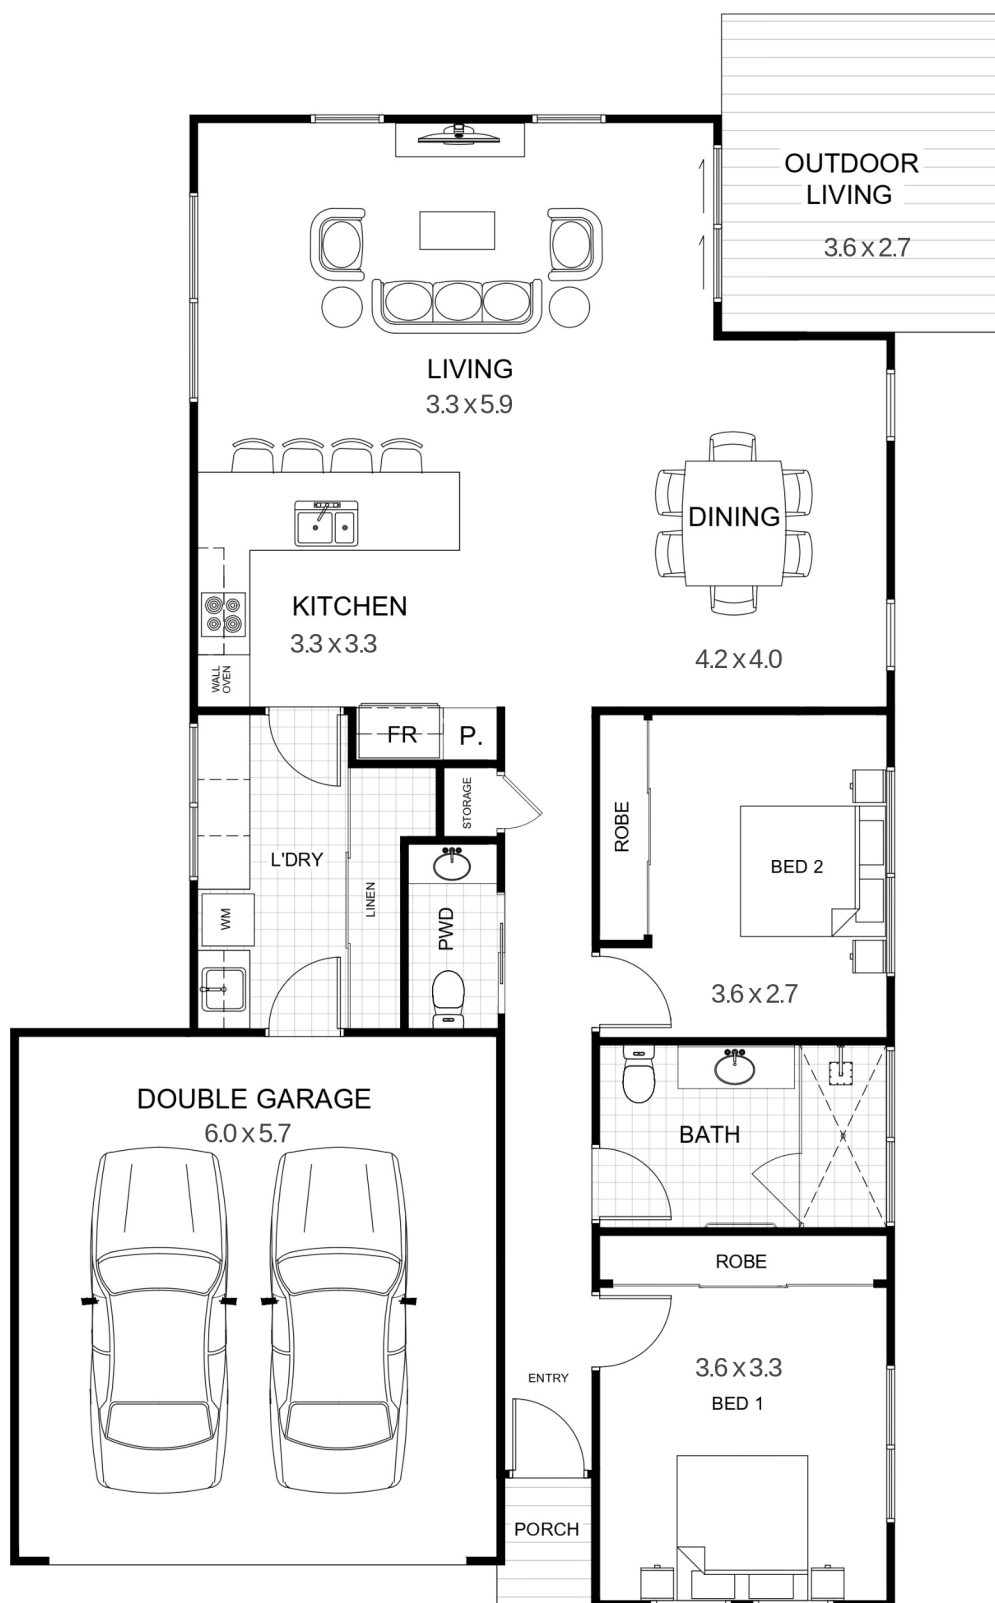 OUTDOOR
LIVING
3.6 x 2.7
LIVING
3.3 x 5.9
DINING
KITCHEN
3.3 x 3.3
4.2 x 4.0
WALL
OVEN
FR
P.
STORAGE
ROBE
L'DRY
BED 2
LINEN
WM
PWD
3.6 x 2.7
DOUBLE GARAGE
6.0 x 5.7
BATH
ROBE
3.6 x 3.3
ENTRY
BED 1
PORCH